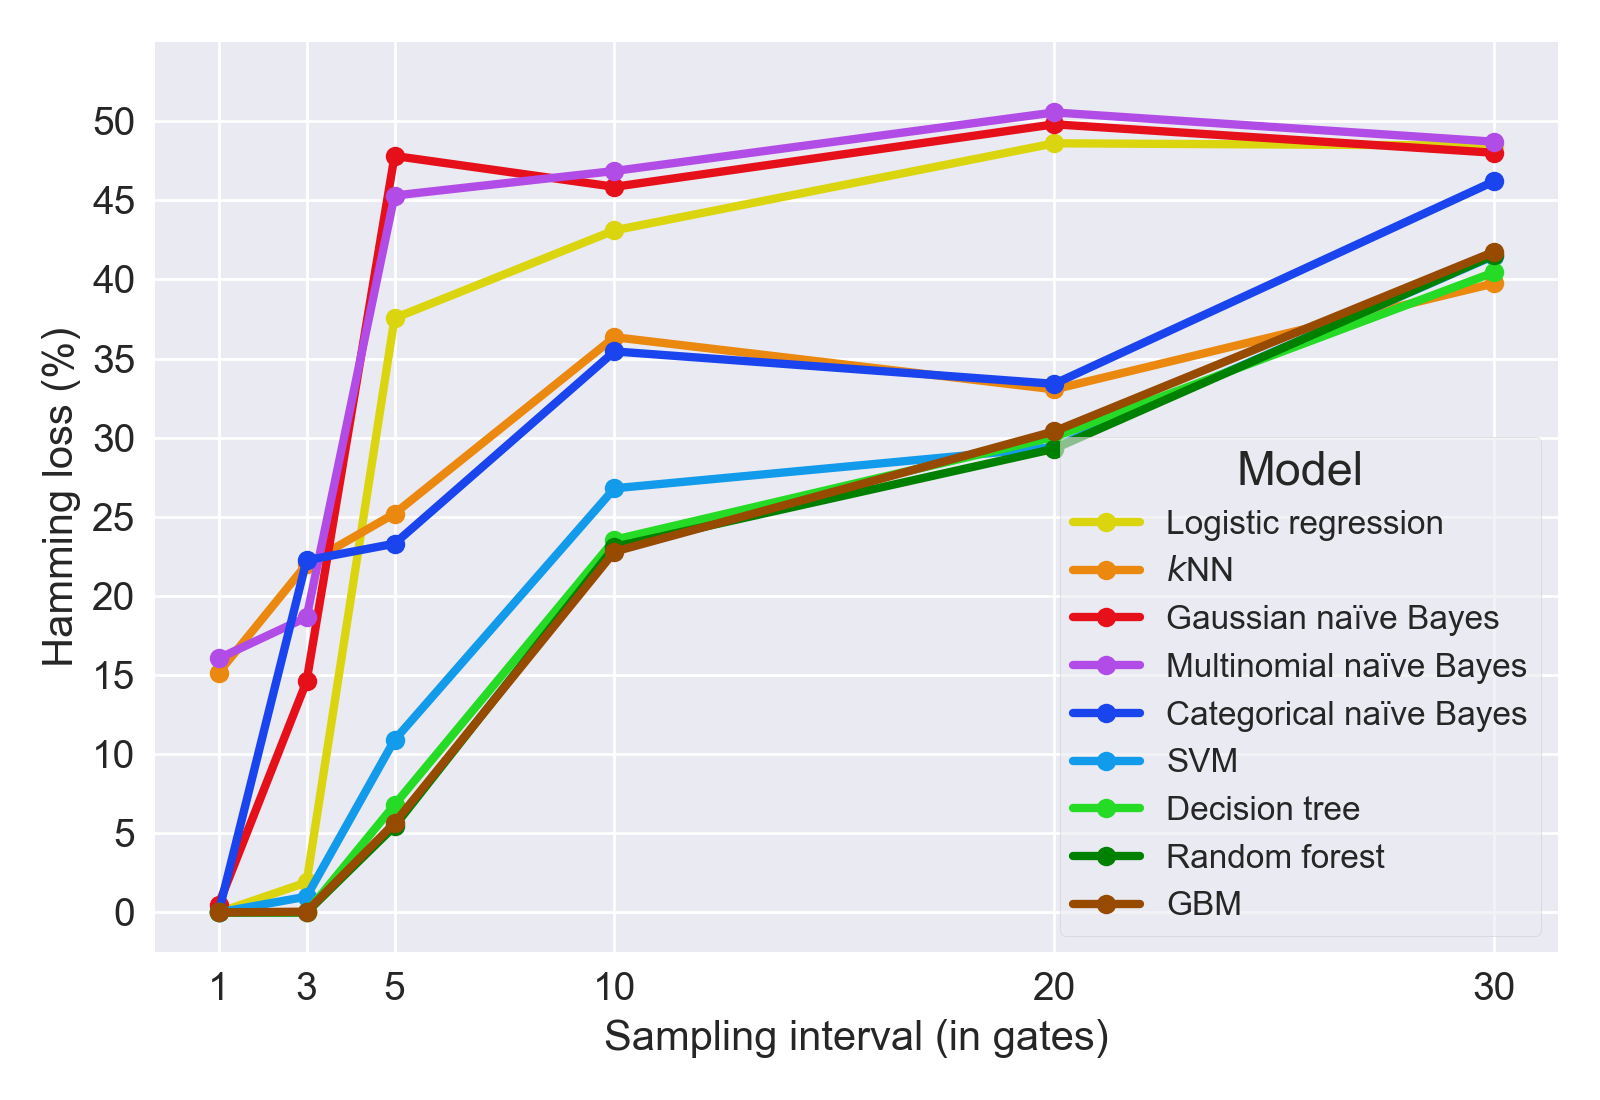 50
45
40
35
30
25
20
15
10
5
0
Hamming loss (%)
1 3 5 10 20 30
Sampling interval (in gates)
Model
Logistic regression
kNN
Gaussian naïve Bayes
Multinomial naïve Bayes
Categorical naïve Bayes
SVM
Decision tree
Random forest
GBM